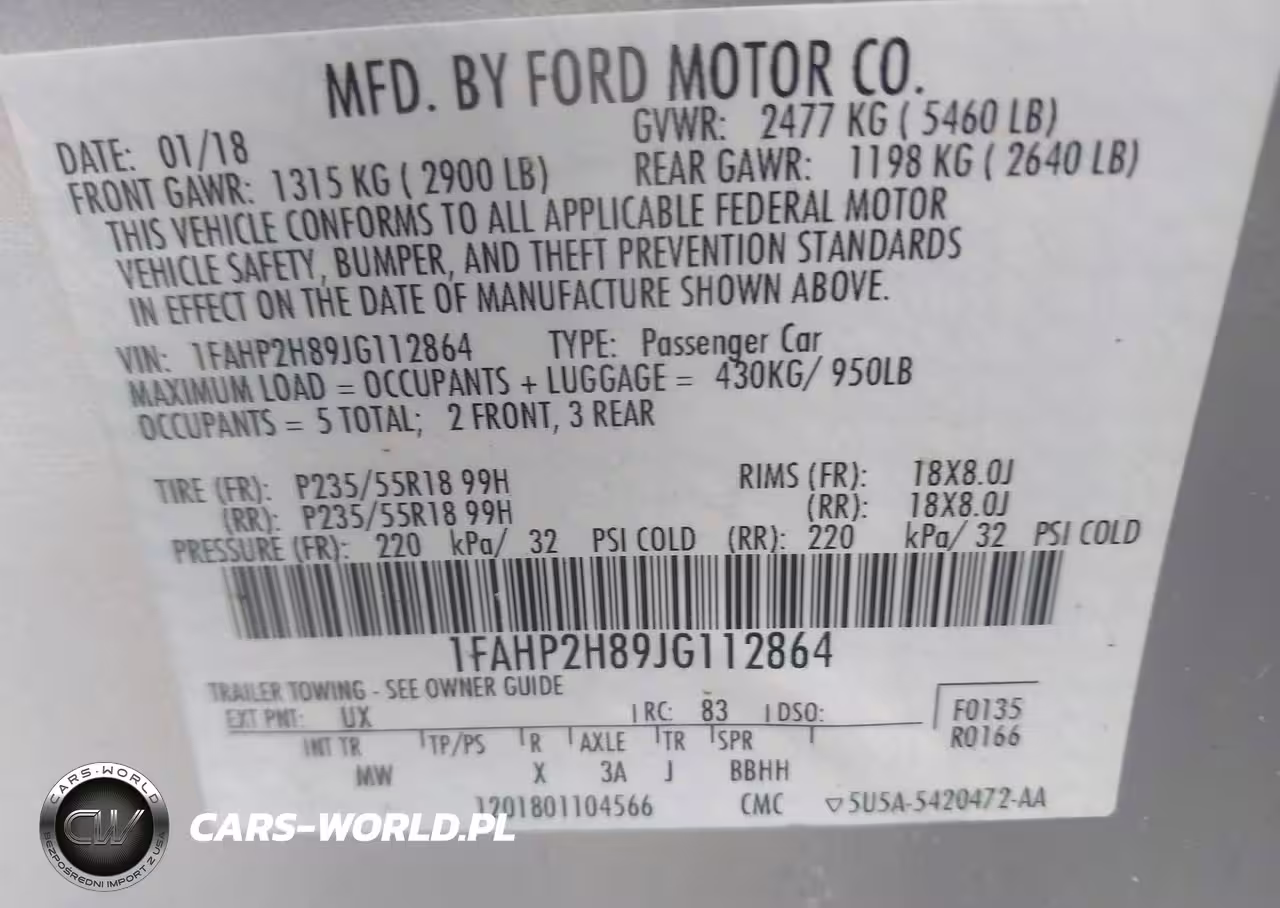 MFD. BY FORD MOTOR CO.
DATE: 01/18 GVWR: 2477 KG ( 5460 LB)
FRONT GAWR: 1315 KG ( 2900 LB) REAR GAWR: 1198 KG ( 2640 LB)
THIS VEHICLE CONFORMS TO ALL APPLICABLE FEDERAL MOTOR
VEHICLE SAFETY, BUMPER, AND THEFT PREVENTION STANDARDS
IN EFFECT ON THE DATE OF MANUFACTURE SHOWN ABOVE.
VIN: 1FAHP2H89JG112864 TYPE: Passenger Car
MAXIMUM LOAD = OCCUPANTS + LUGGAGE = 430KG/ 950LB
OCCUPANTS = 5 TOTAL; 2 FRONT, 3 REAR
TIRE (FR): P235/55R18 99H RIMS (FR): 18X8.0J
(RR): P235/55R18 99H (RR): 18X8.0J
PRESSURE (FR): 220 kPa/ 32 PSI COLD (RR): 220 kPa/ 32 PSI COLD
1FAHP2H89JG112864
TRAILER TOWING - SEE OWNER GUIDE
EXT PNT: UX RC: 83 DSO: F0135
INT TR TP/PS R AXLE TR SPR R0166
MW X 3A J BBHH
1201801104566 CMC ▽5U5A-5420472-AA
CARS-WORLD
CW
BEZPOŚREDNI IMPORT Z USA
CARS-WORLD.PL